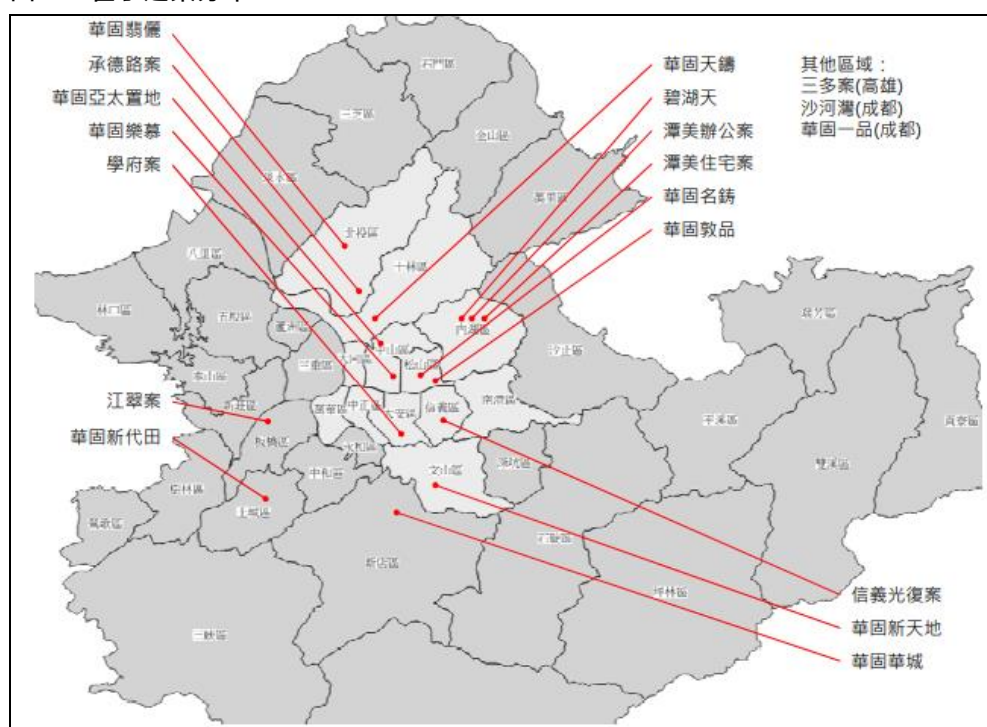 華固翡儷
承德路案
華固亞太置地
華固樂慕
學府案
華固天鑄
碧湖天
潭美辦公案
潭美住宅案
華固名鑄
華固敦品
其他區域：
三多案(高雄)
沙河灣(成都)
華固一品(成都)
石門區
三芝區
金山區
淡水區
萬里區
北投區
士林區
八里區
林口區
五股區
蘆洲區
內湖區
汐止區
瑞芳區
中山區
松山區
三重區
泰山區
新莊區
萬華區
中正區
大安區
信義區
南港區
平溪區
貢寮區
江翠案
板橋區
永和區
華固新代田
中和區
文山區
深坑區
雙溪區
樹林區
土城區
鶯歌區
新店區
石碇區
坪林區
三峽區
信義光復案
華固新天地
華固華城